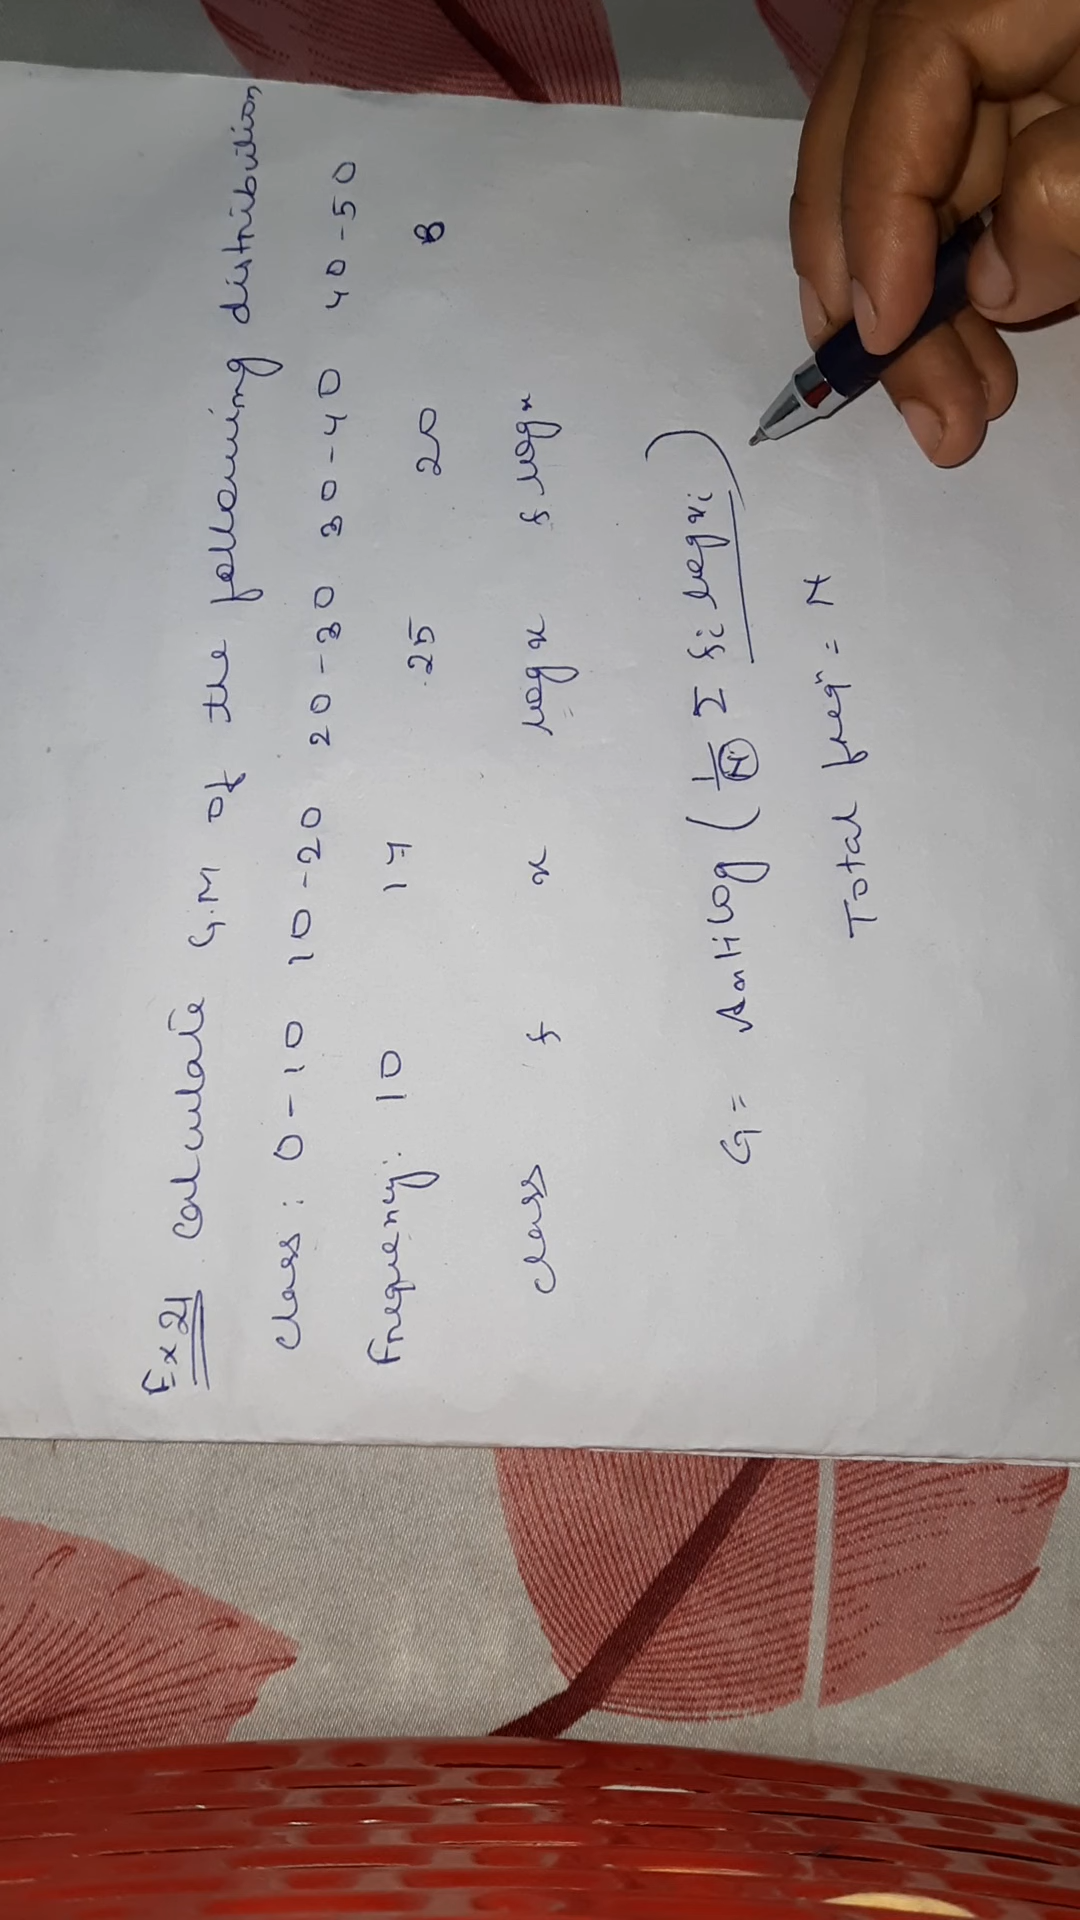 Ex 21 Calculate G.M of the following distribution
Class : 0-10 10-20 20-30 30-40 40-50
Frequency: 10 17 25 20 8
class f x log x f log x
G = Antilog ( 1/N Σ fi log xi )
Total freqⁿ = N